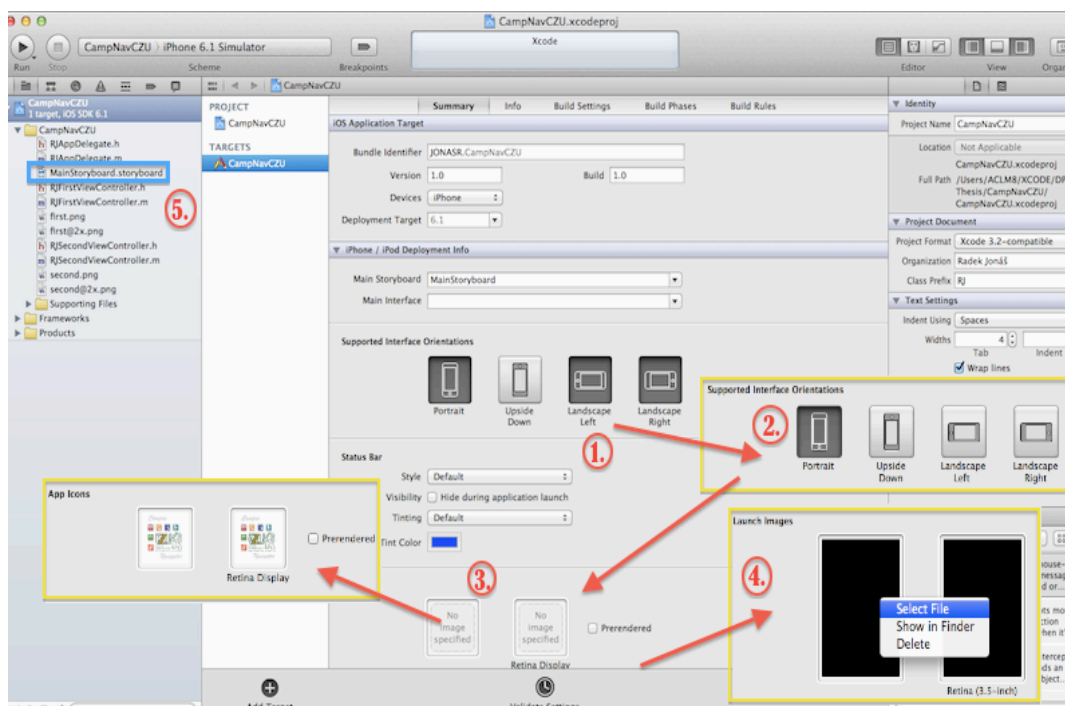 CampNavCZU.xcodeproj
CampNavCZU iPhone 6.1 Simulator
Xcode
Run Stop Scheme Breakpoints Editor View Organ
CampNavCZU
CampNavCZU
1 target, iOS SDK 6.1
CampNavCZU
RJAppDelegate.h
RJAppDelegate.m
MainStoryboard.storyboard
RJFirstViewController.h
RJFirstViewController.m
first.png
first@2x.png
RJSecondViewController.h
RJSecondViewController.m
second.png
second@2x.png
Supporting Files
Frameworks
Products
5.
PROJECT
CampNavCZU
TARGETS
CampNavCZU
Summary Info Build Settings Build Phases Build Rules
iOS Application Target
Bundle Identifier JONASR.CampNavCZU
Version 1.0 Build 1.0
Devices iPhone
Deployment Target 6.1
iPhone / iPod Deployment Info
Main Storyboard MainStoryboard
Main Interface
Supported Interface Orientations
Portrait Upside Down Landscape Left Landscape Right
1.
Status Bar
Style Default
Visibility Hide during application launch
Tinting Default
Tint Color
3.
No image specified
No image specified
Prerendered
Retina Display
Add Target Validate Settings
Identity
Project Name CampNavCZU
Location Not Applicable
CampNavCZU.xcodeproj
Full Path /Users/ACLM8/XCODE/DP
Thesis/CampNavCZU/
CampNavCZU.xcodeproj
Project Document
Project Format Xcode 3.2-compatible
Organization Radek Jonáš
Class Prefix RJ
Text Settings
Indent Using Spaces
Widths 4
Tab Indent
Wrap lines
Supported Interface Orientations
2.
Portrait Upside Down Landscape Left Landscape Right
App Icons
Prerendered
Retina Display
Launch Images
4.
Select File
Show in Finder
Delete
Retina (3.5-inch)